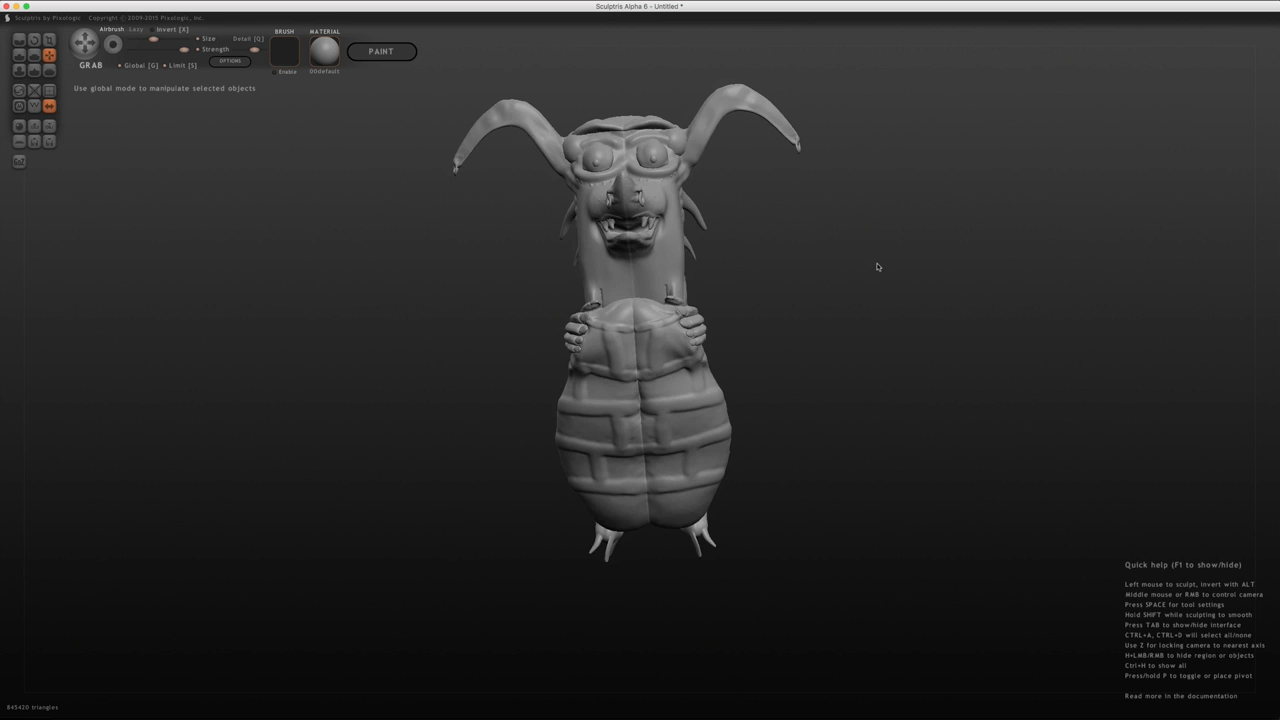 Sculptris Alpha 6 - Untitled *
Sculptris by Pixologic Copyright © 2009-2015 Pixologic, Inc.
Airbrush Lazy Invert [X]
Size Detail [Q]
Strength
GRAB Global [G] Limit [S] OPTIONS
BRUSH
Enable
MATERIAL
00default
PAINT
Use global mode to manipulate selected objects
GoZ
Quick help (F1 to show/hide)
Left mouse to sculpt, invert with ALT
Middle mouse or RMB to control camera
Press SPACE for tool settings
Hold SHIFT while sculpting to smooth
Press TAB to show/hide interface
CTRL+A, CTRL+D will select all/none
Use Z for locking camera to nearest axis
H+LMB/RMB to hide region or objects
Ctrl+H to show all
Press/hold P to toggle or place pivot
Read more in the documentation
845420 triangles